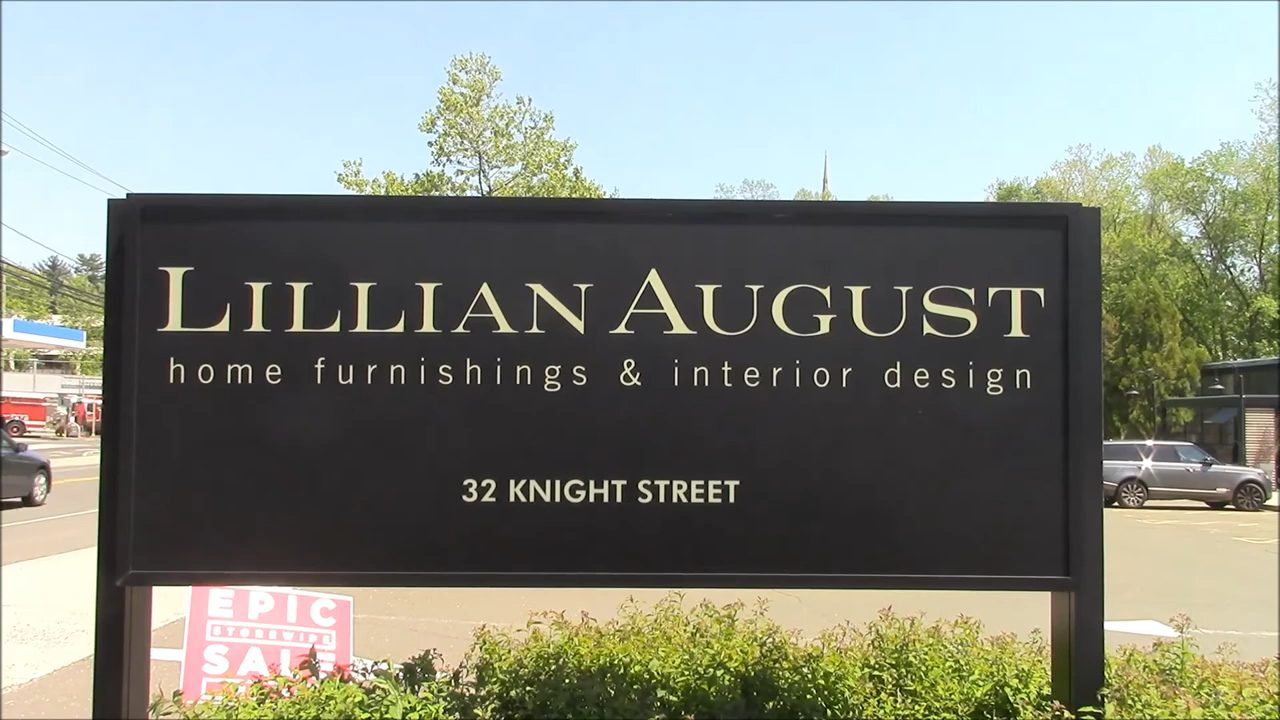 LILLIAN AUGUST
home furnishings & interior design
32 KNIGHT STREET
EPIC
STOREWIDE
SALE